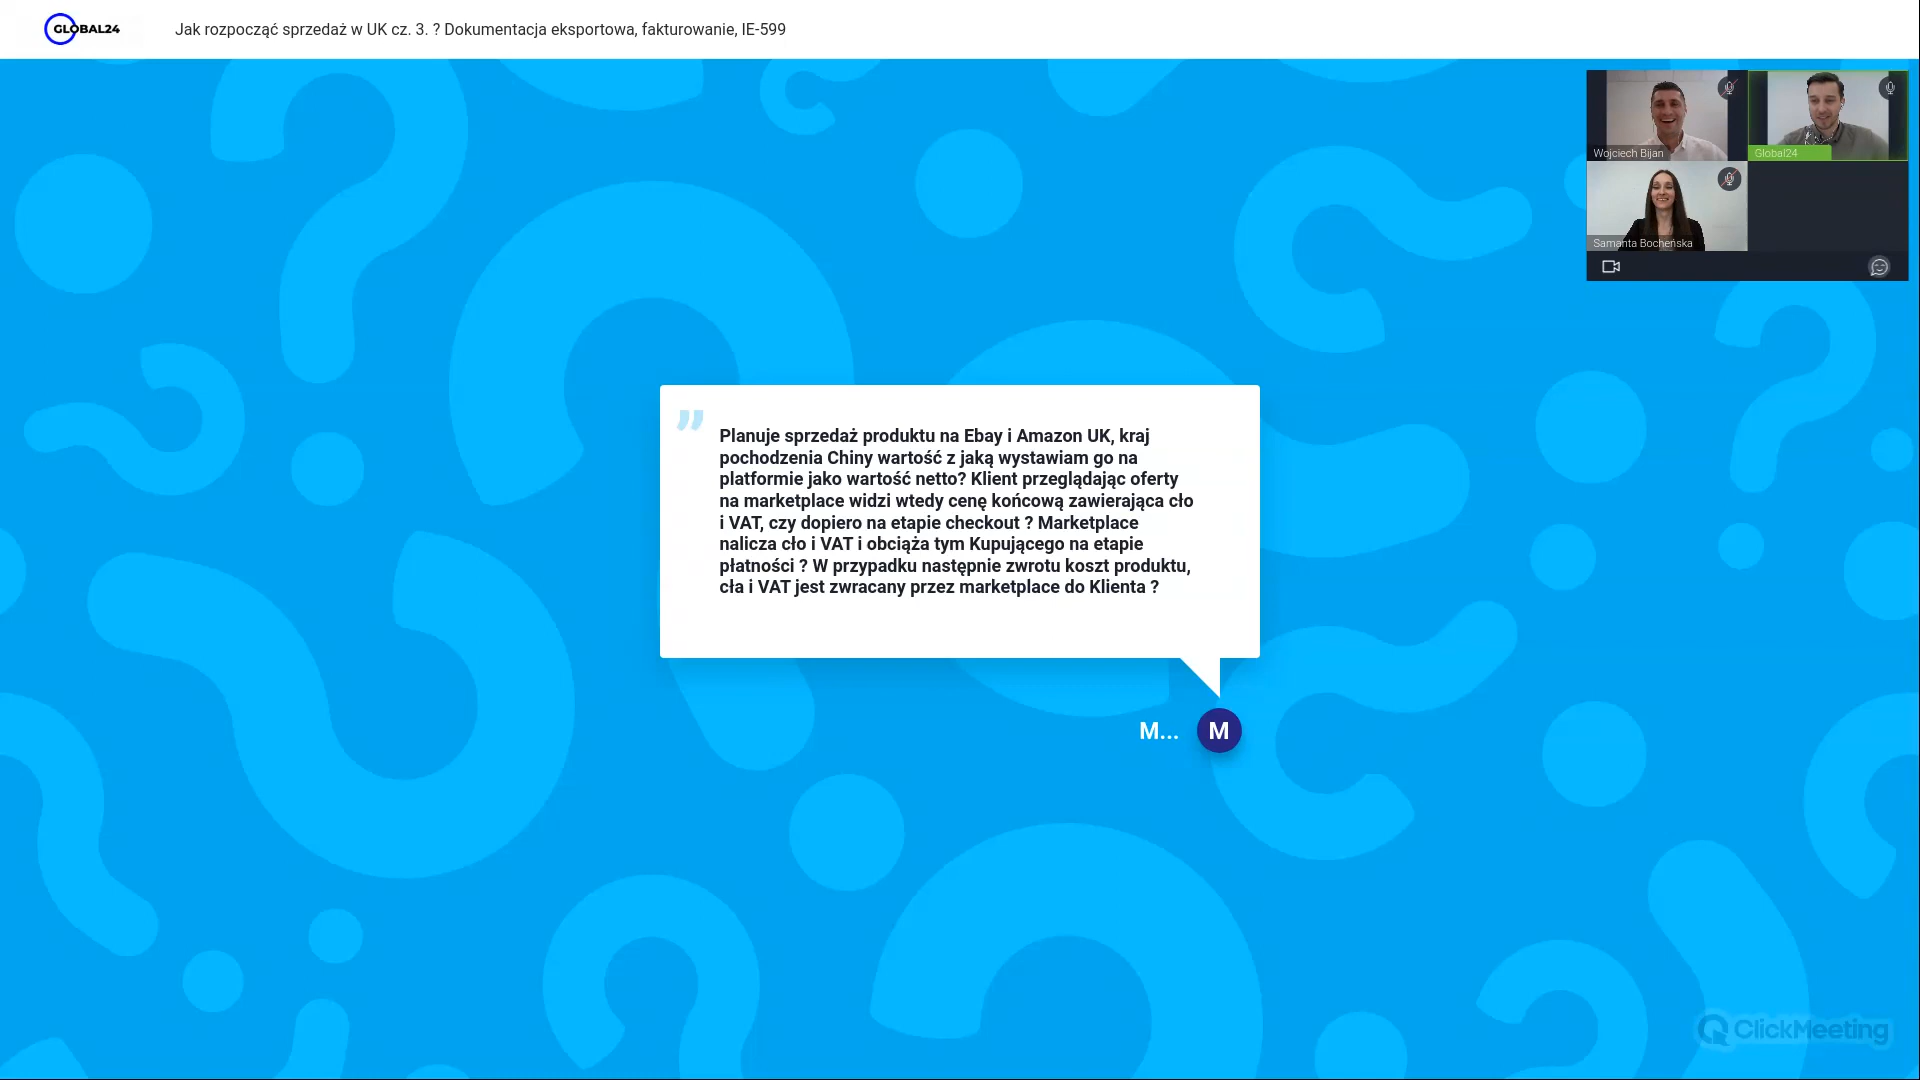 GLOBAL24
Jak rozpocząć sprzedaż w UK cz. 3. ? Dokumentacja eksportowa, fakturowanie, IE-599
Wojciech Bijan
Global24
Samanta Bocheńska
”
Planuje sprzedaż produktu na Ebay i Amazon UK, kraj
pochodzenia Chiny wartość z jaką wystawiam go na
platformie jako wartość netto? Klient przeglądając oferty
na marketplace widzi wtedy cenę końcową zawierająca cło
i VAT, czy dopiero na etapie checkout ? Marketplace
nalicza cło i VAT i obciąża tym Kupującego na etapie
płatności ? W przypadku następnie zwrotu koszt produktu,
cła i VAT jest zwracany przez marketplace do Klienta ?
M...
M
ClickMeeting